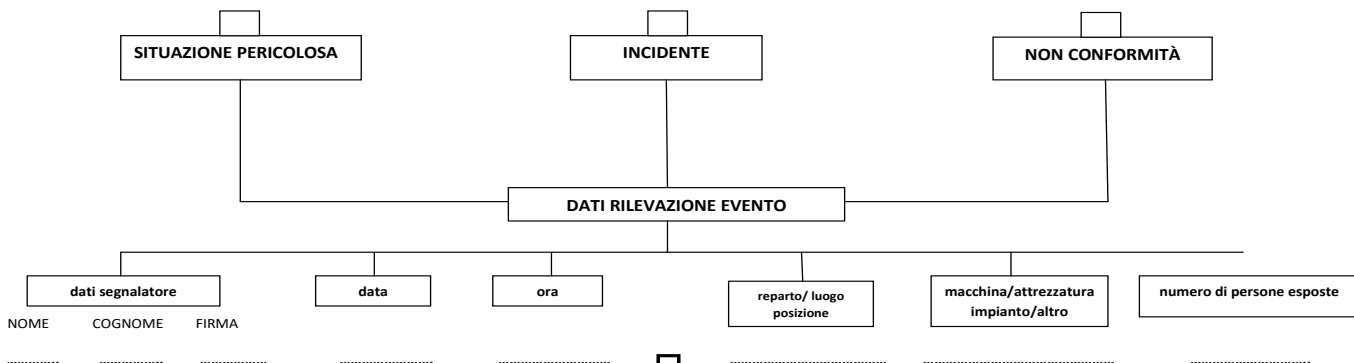 SITUAZIONE PERICOLOSA
INCIDENTE
NON CONFORMITÀ
DATI RILEVAZIONE EVENTO
dati segnalatore
data
ora
reparto/ luogo
posizione
macchina/attrezzatura
impianto/altro
numero di persone esposte
NOME COGNOME FIRMA